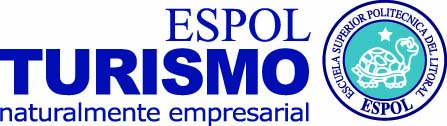 ESPOL
TURISMO
naturalmente empresarial
ESCUELA SUPERIOR POLITECNICA DEL LITORAL
ESPOL